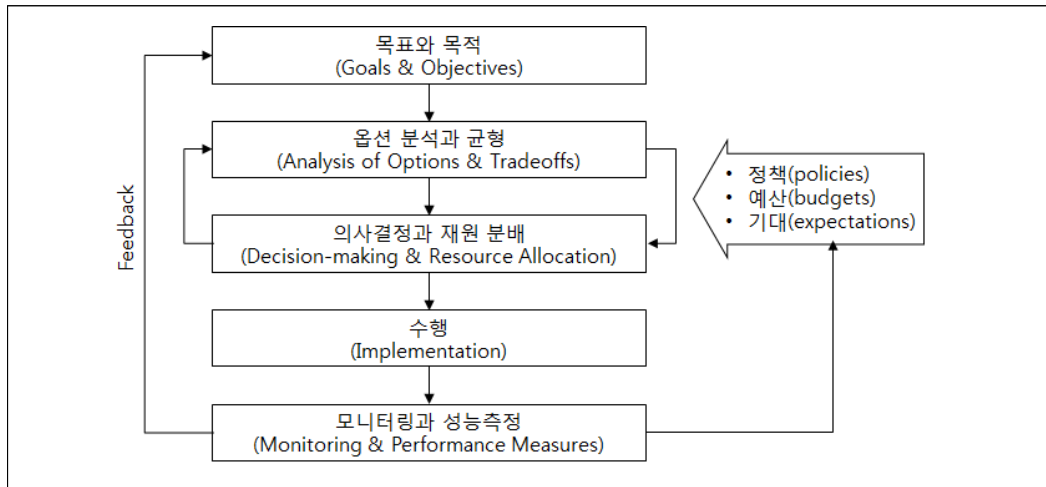 목표와 목적
(Goals & Objectives)
옵션 분석과 균형
(Analysis of Options & Tradeoffs)
• 정책(policies)
• 예산(budgets)
• 기대(expectations)
의사결정과 재원 분배
(Decision-making & Resource Allocation)
Feedback
수행
(Implementation)
모니터링과 성능측정
(Monitoring & Performance Measures)